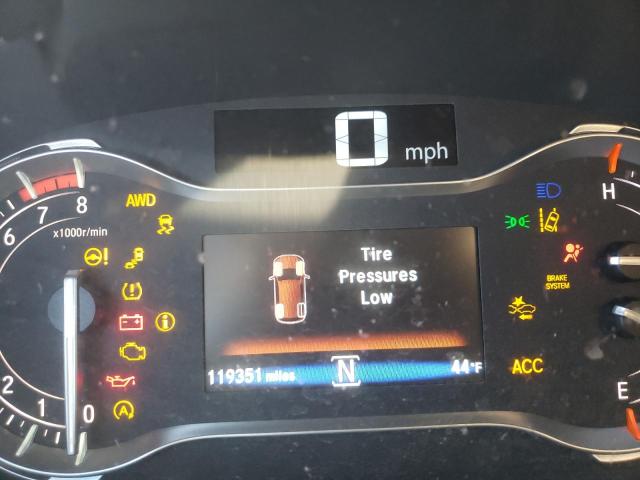 0 mph
8
7
6
x1000r/min
2
1
0
AWD
!
(!)
i
A
Tire
Pressures
Low
119351 miles
N
44°F
H
BRAKE
SYSTEM
ACC
E